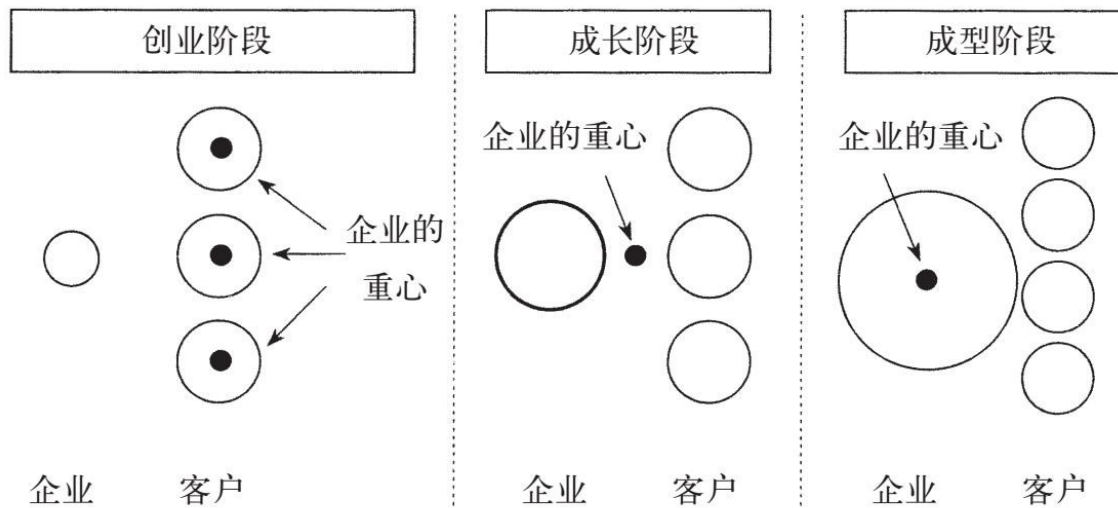 创业阶段
企业的
重心
企业
客户
成长阶段
企业的重心
企业
客户
成型阶段
企业的重心
企业
客户